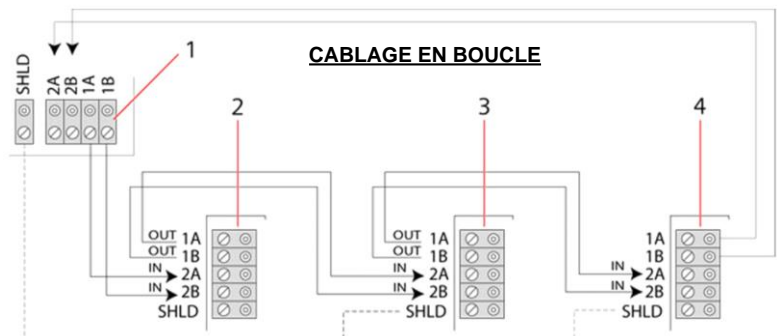 CABLAGE EN BOUCLE
1
SHLD
2A
2B
1A
1B
2
OUT 1A
OUT 1B
IN 2A
IN 2B
SHLD
3
OUT 1A
OUT 1B
IN 2A
IN 2B
SHLD
4
1A
1B
IN 2A
IN 2B
SHLD